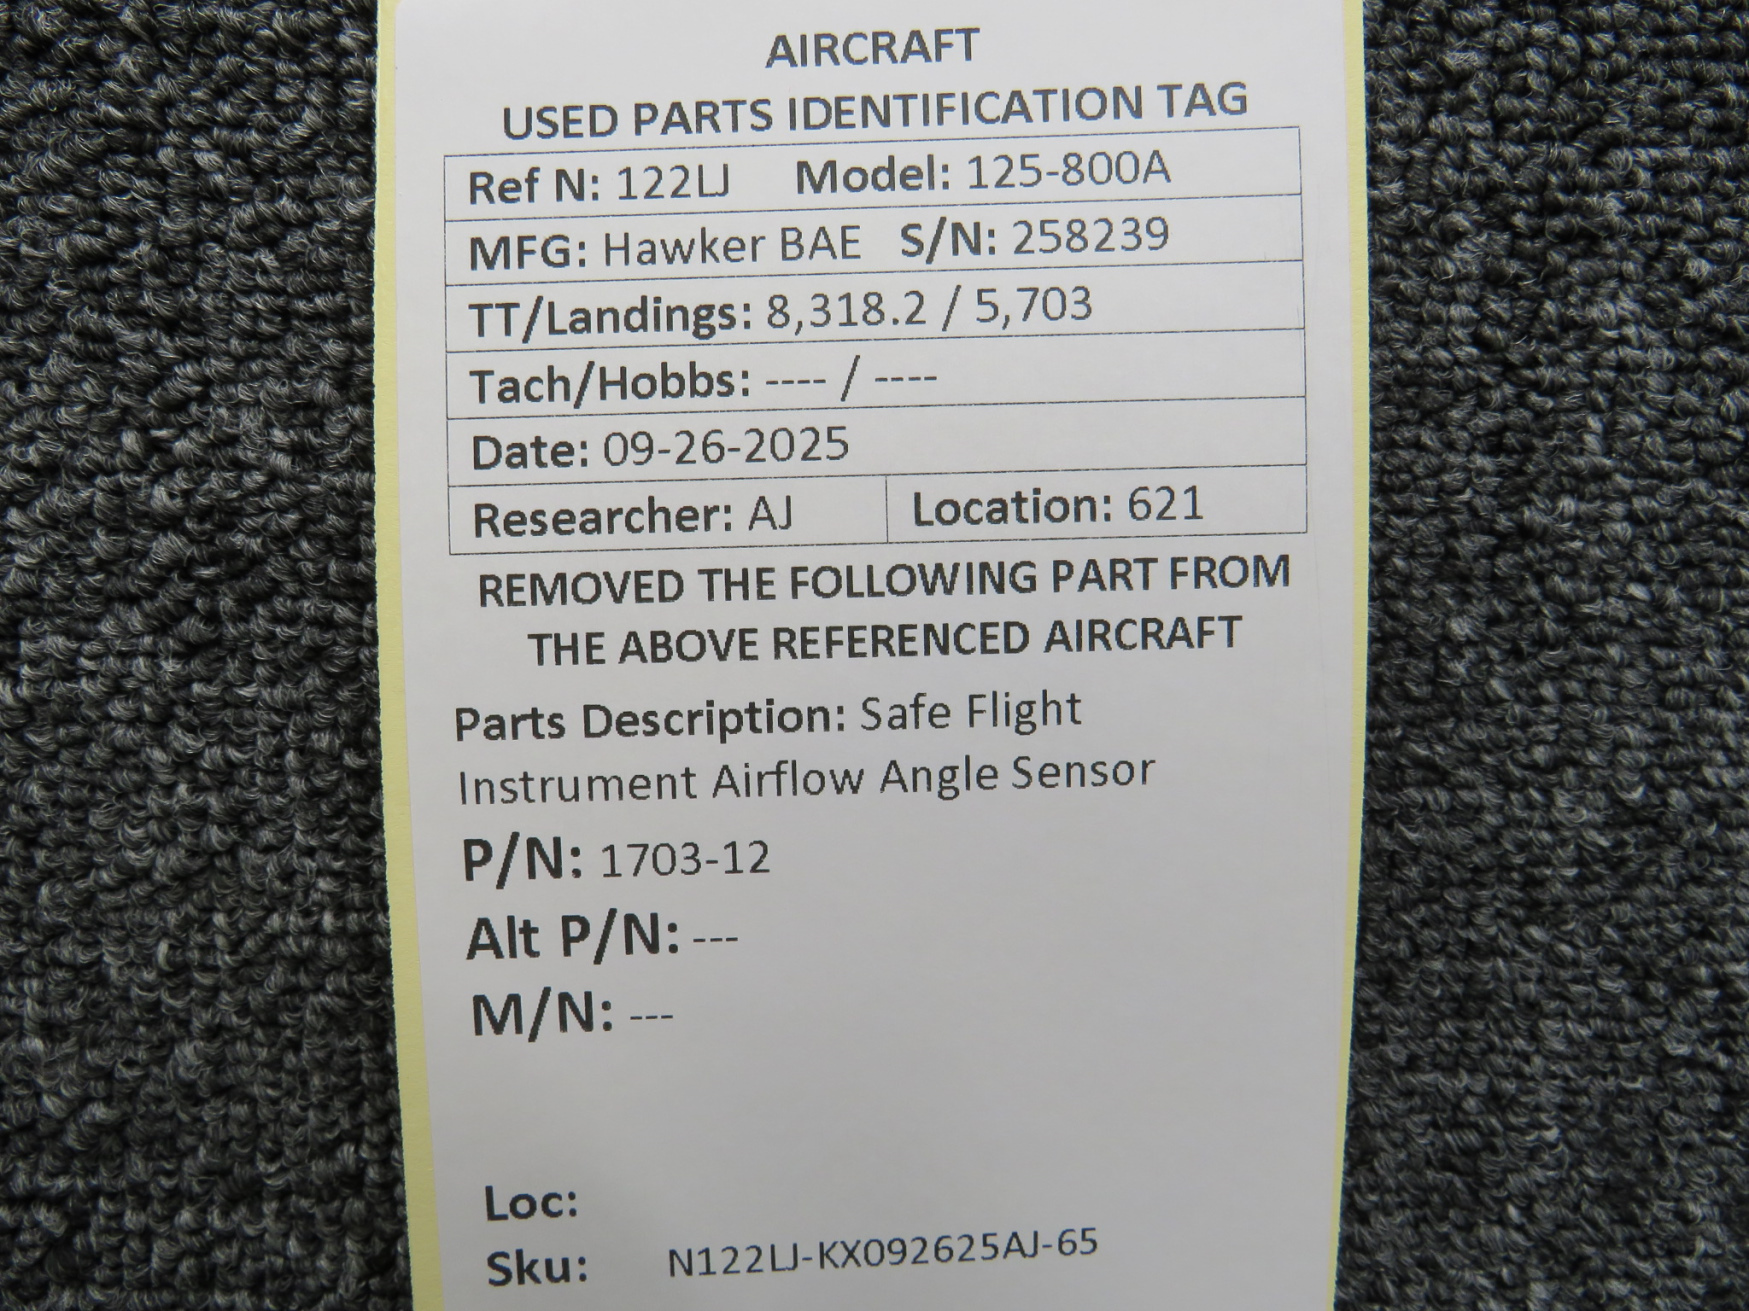 AIRCRAFT
USED PARTS IDENTIFICATION TAG
Ref N: 122LJ Model: 125-800A
MFG: Hawker BAE S/N: 258239
TT/Landings: 8,318.2 / 5,703
Tach/Hobbs: ---- / ----
Date: 09-26-2025
Researcher: AJ Location: 621
REMOVED THE FOLLOWING PART FROM
THE ABOVE REFERENCED AIRCRAFT
Parts Description: Safe Flight
Instrument Airflow Angle Sensor
P/N: 1703-12
Alt P/N: ---
M/N: ---
Loc:
Sku: N122LJ-KX092625AJ-65